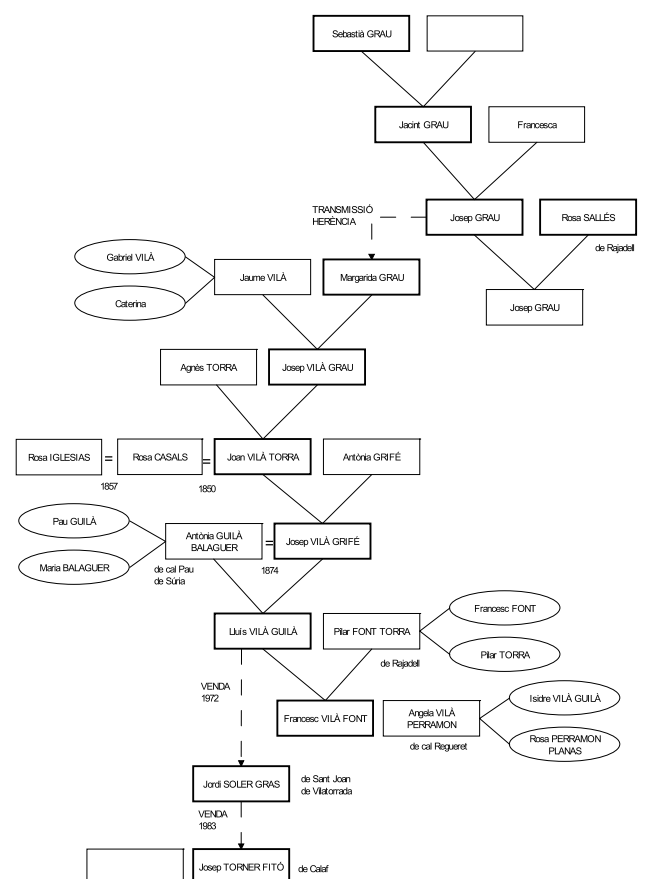 Sebastià GRAU
Jacint GRAU
Francesca
TRANSMISSIÓ
HERÈNCIA
Josep GRAU
Rosa SALLÉS
de Rajadell
Gabriel VILÀ
Caterina
Jaume VILÀ
Margarida GRAU
Josep GRAU
Agnès TORRA
Josep VILÀ GRAU
Rosa IGLESIAS
=
Rosa CASALS
=
Joan VILÀ TORRA
Antònia GRIFÉ
1857
1850
Pau GUILÀ
Maria BALAGUER
Antònia GUILÀ
BALAGUER
=
Josep VILÀ GRIFÉ
de cal Pau
de Súria
1874
Lluís VILÀ GUILÀ
Pilar FONT TORRA
de Rajadell
Francesc FONT
Pilar TORRA
VENDA
1972
Francesc VILÀ FONT
Angela VILÀ
PERRAMON
de cal Regueret
Isidre VILÀ GUILÀ
Rosa PERRAMON
PLANAS
Jordi SOLER GRAS
de Sant Joan
de Vilatorrada
VENDA
1983
Josep TORNER FITÓ
de Calaf